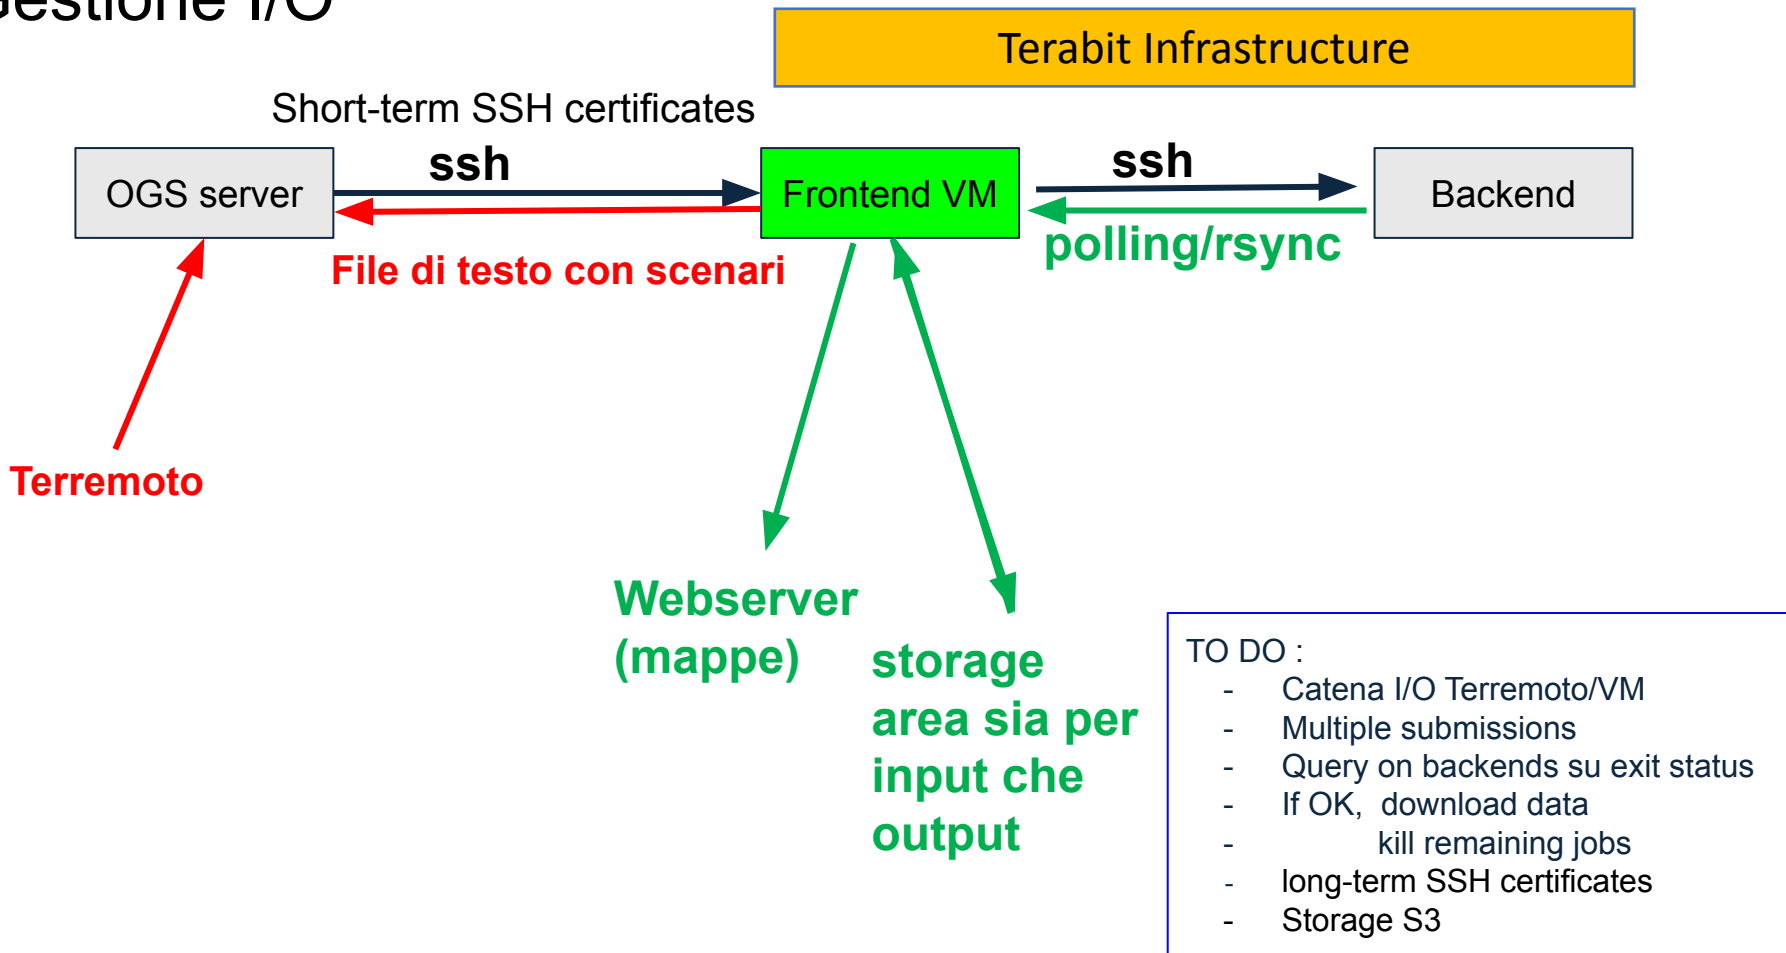 Gestione I/O
Terabit Infrastructure
Short-term SSH certificates
ssh
ssh
OGS server
Frontend VM
Backend
polling/rsync
File di testo con scenari
Terremoto
Webserver
(mappe)
storage
area sia per
input che
output
TO DO :
- Catena I/O Terremoto/VM
- Multiple submissions
- Query on backends su exit status
- If OK, download data
- kill remaining jobs
- long-term SSH certificates
- Storage S3